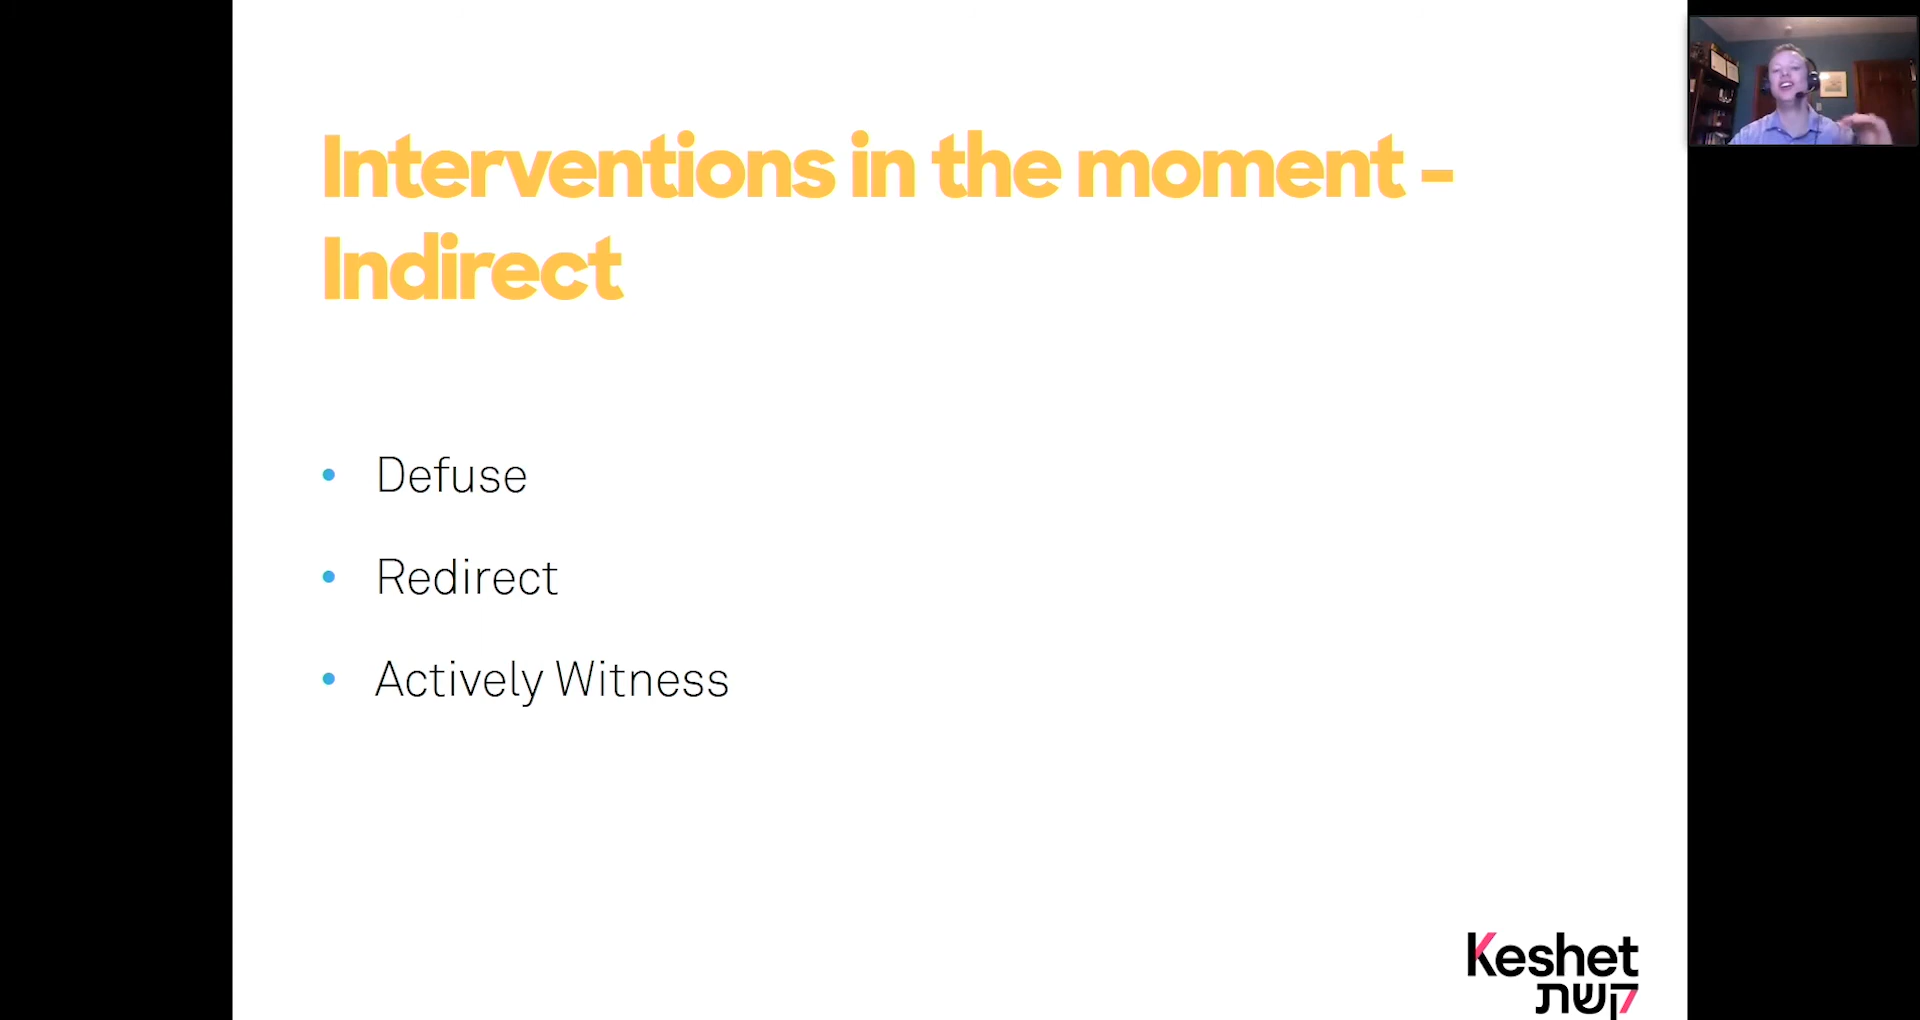 Interventions in the moment -
Indirect
• Defuse
• Redirect
• Actively Witness
Keshet
קשת